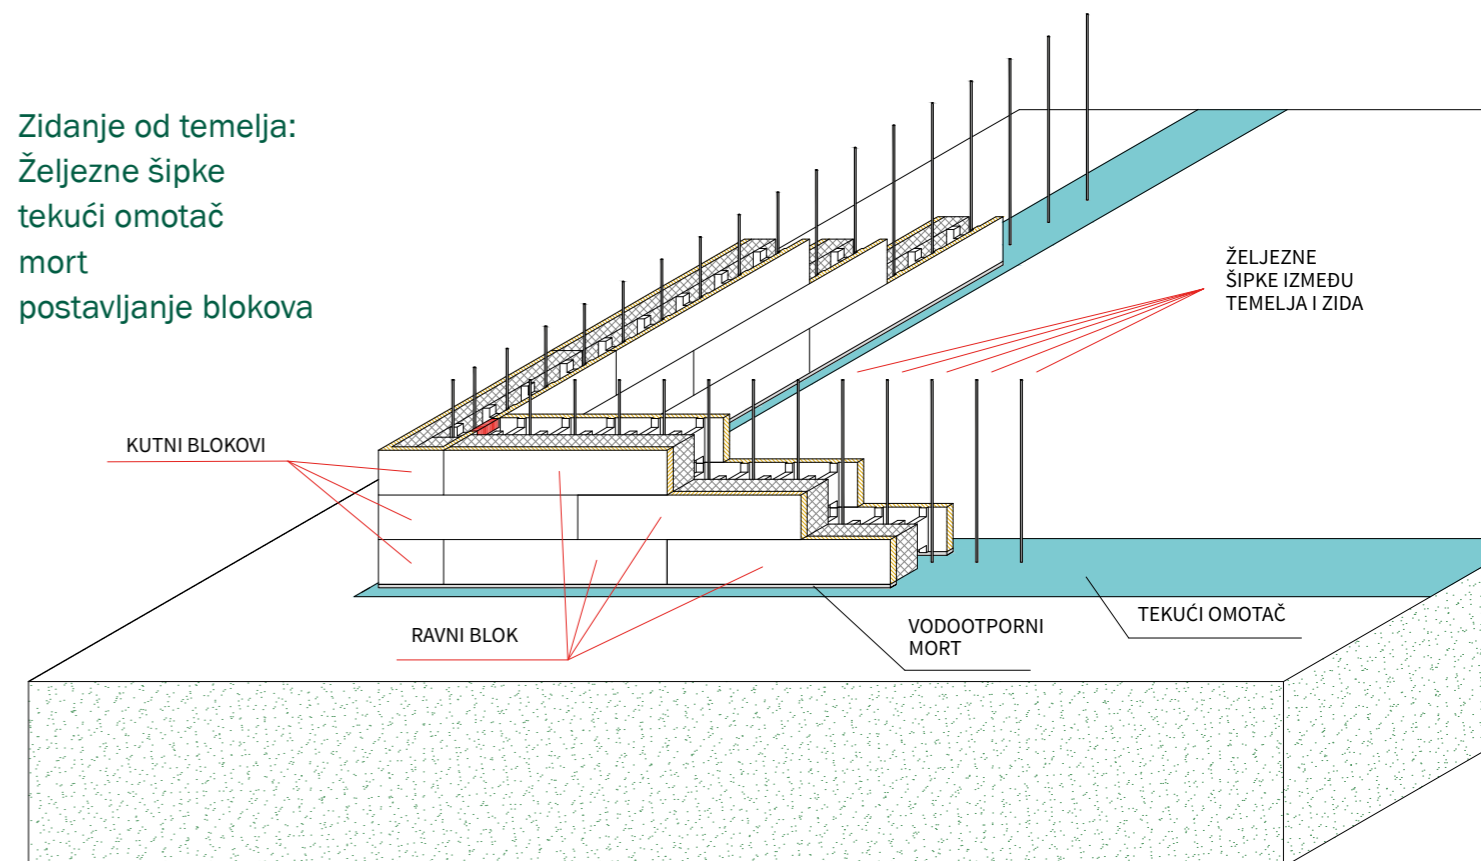 Zidanje od temelja:
Željezne šipke
tekući omotač
mort
postavljanje blokova
ŽELJEZNE
ŠIPKE IZMEĐU
TEMELJA I ZIDA
KUTNI BLOKOVI
RAVNI BLOK
VODOOTPORNI
MORT
TEKUĆI OMOTAČ